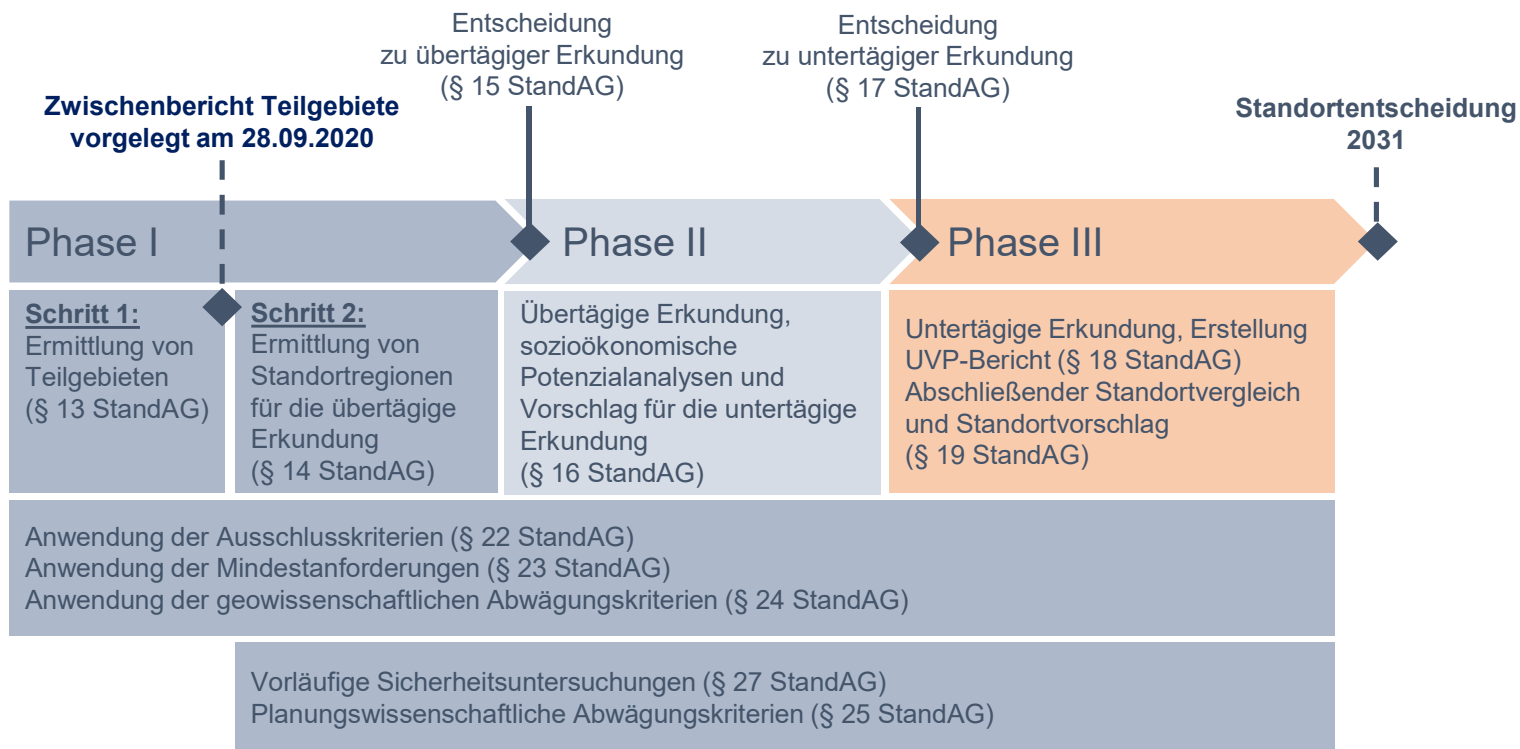 Entscheidung
zu übertägiger Erkundung
(§ 15 StandAG)
Entscheidung
zu untertägiger Erkundung
(§ 17 StandAG)
Zwischenbericht Teilgebiete
vorgelegt am 28.09.2020
Standortentscheidung
2031
Phase I
Phase II
Phase III
Schritt 1:
Ermittlung von
Teilgebieten
(§ 13 StandAG)
Schritt 2:
Ermittlung von
Standortregionen
für die übertägige
Erkundung
(§ 14 StandAG)
Übertägige Erkundung,
sozioökonomische
Potenzialanalysen und
Vorschlag für die untertägige
Erkundung
(§ 16 StandAG)
Untertägige Erkundung, Erstellung
UVP-Bericht (§ 18 StandAG)
Abschließender Standortvergleich
und Standortvorschlag
(§ 19 StandAG)
Anwendung der Ausschlusskriterien (§ 22 StandAG)
Anwendung der Mindestanforderungen (§ 23 StandAG)
Anwendung der geowissenschaftlichen Abwägungskriterien (§ 24 StandAG)
Vorläufige Sicherheitsuntersuchungen (§ 27 StandAG)
Planungswissenschaftliche Abwägungskriterien (§ 25 StandAG)